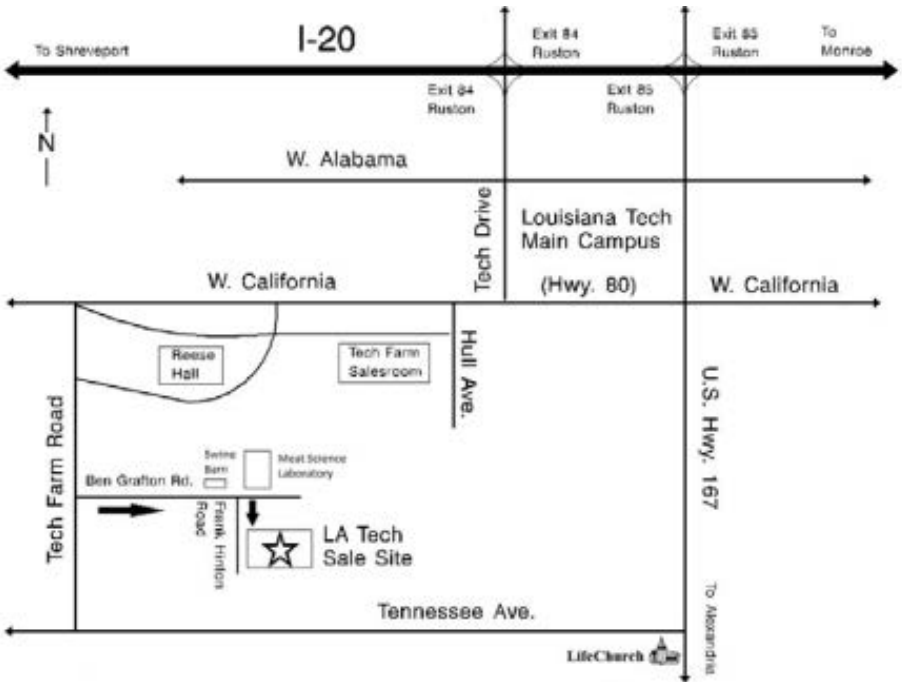 I-20
To Shreveport
Exit 84
Ruston
Exit 85
Ruston
To
Monroe
Exit 84
Ruston
Exit 85
Ruston
N
W. Alabama
Tech Drive
Louisiana Tech
Main Campus
(Hwy. 80)
W. California
W. California
Reese
Hall
Tech Farm
Salesroom
Hull Ave.
U.S. Hwy. 167
Tech Farm Road
Swine
Barn
Meat Science
Laboratory
Ben Grafton Rd.
Frank Hinton
Road
LA Tech
Sale Site
Tennessee Ave.
To Alexandria
LifeChurch